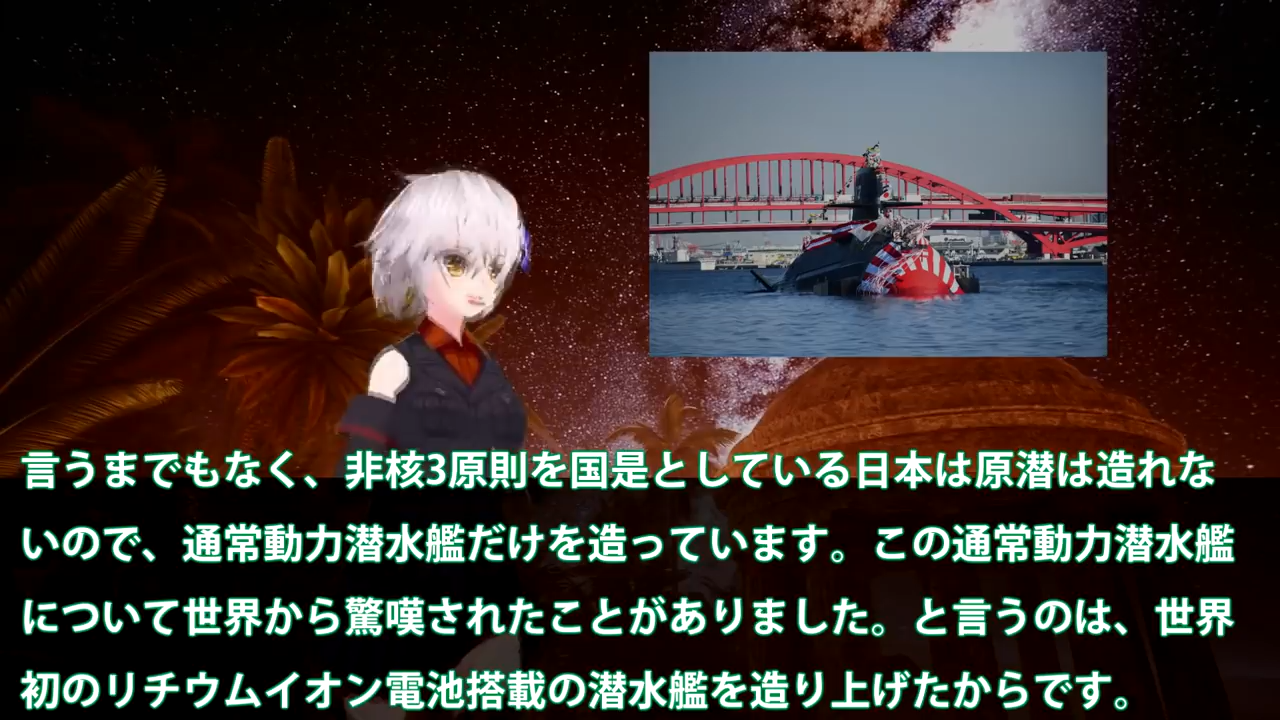 言うまでもなく、非核3原則を国是としている日本は原潜は造れな
いので、通常動力潜水艦だけを造っています。この通常動力潜水艦
について世界から驚嘆されたことがありました。と言うのは、世界
初のリチウムイオン電池搭載の潜水艦を造り上げたからです。